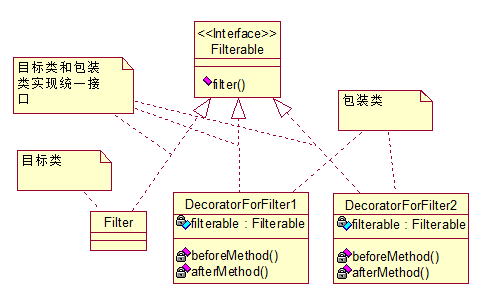 <<Interface>>
Filterable
filter()
目标类和包装
类实现统一接
口
包装类
目标类
Filter
DecoratorForFilter1
filterable : Filterable
beforeMethod()
afterMethod()
DecoratorForFilter2
filterable : Filterable
beforeMethod()
afterMethod()